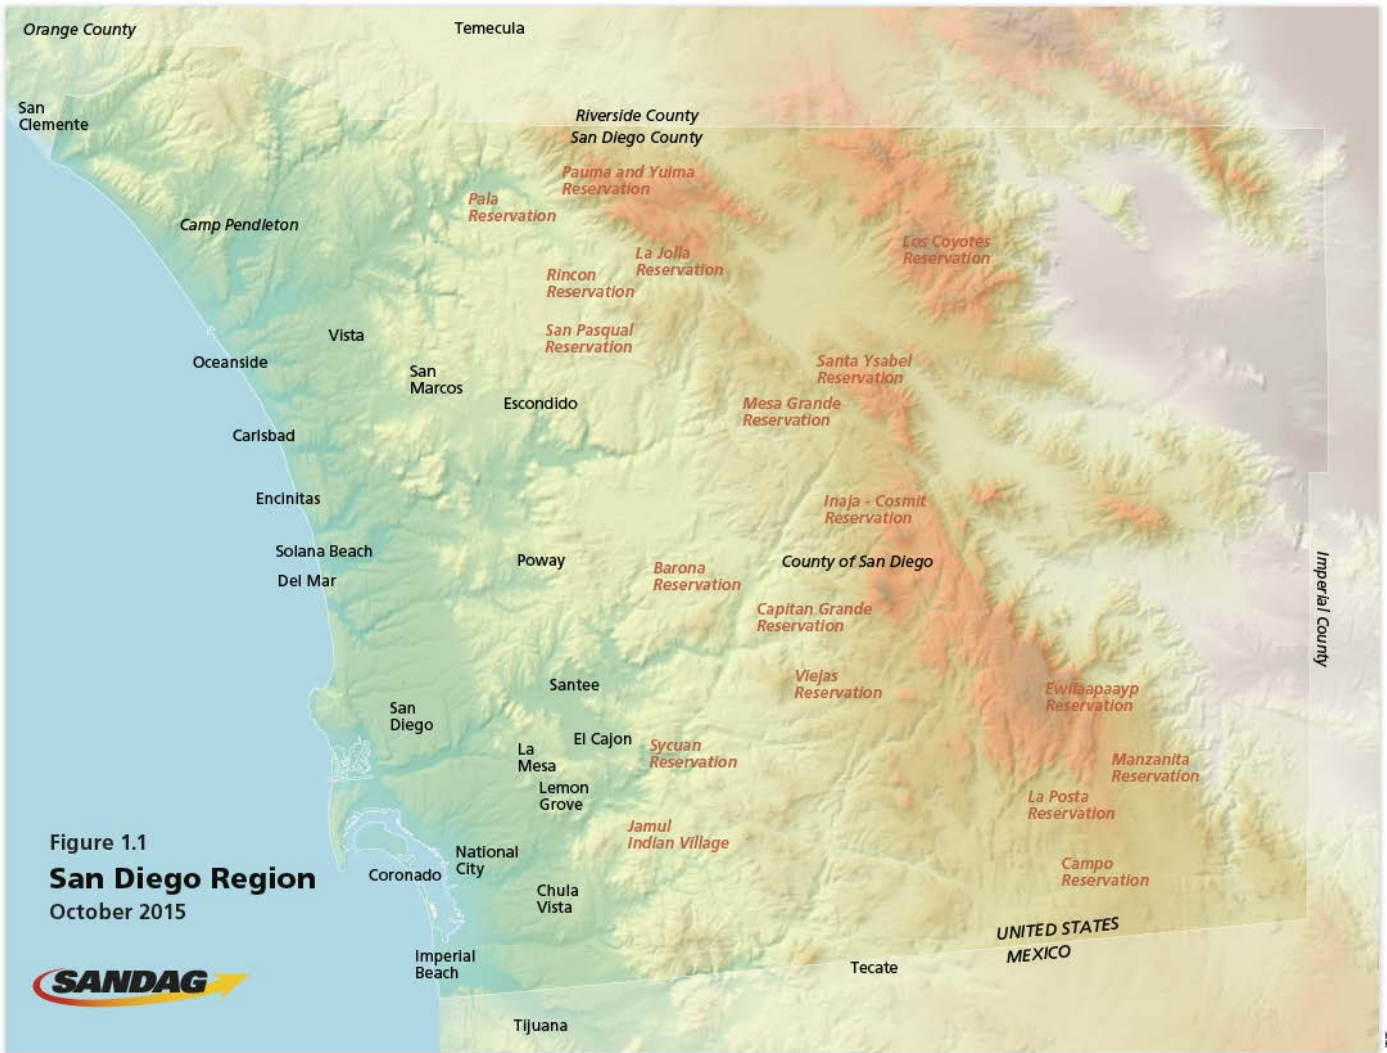 Orange County
Temecula
San
Clemente
Riverside County
San Diego County
Pauma and Yuima
Reservation
Pala
Reservation
Camp Pendleton
Los Coyotes
Reservation
La Jolla
Reservation
Rincon
Reservation
San Pasqual
Reservation
Vista
Oceanside
San
Marcos
Santa Ysabel
Reservation
Escondido
Mesa Grande
Reservation
Carlsbad
Encinitas
Inaja - Cosmit
Reservation
Solana Beach
Del Mar
Poway
Barona
Reservation
County of San Diego
Imperial County
Capitan Grande
Reservation
Santee
Viejas
Reservation
Ewiiaapaayp
Reservation
San
Diego
El Cajon
La
Mesa
Sycuan
Reservation
Manzanita
Reservation
Lemon
Grove
La Posta
Reservation
Jamul
Indian Village
Figure 1.1
San Diego Region
October 2015
National
City
Coronado
Campo
Reservation
Chula
Vista
UNITED STATES
MEXICO
Imperial
Beach
Tecate
SANDAG
Tijuana